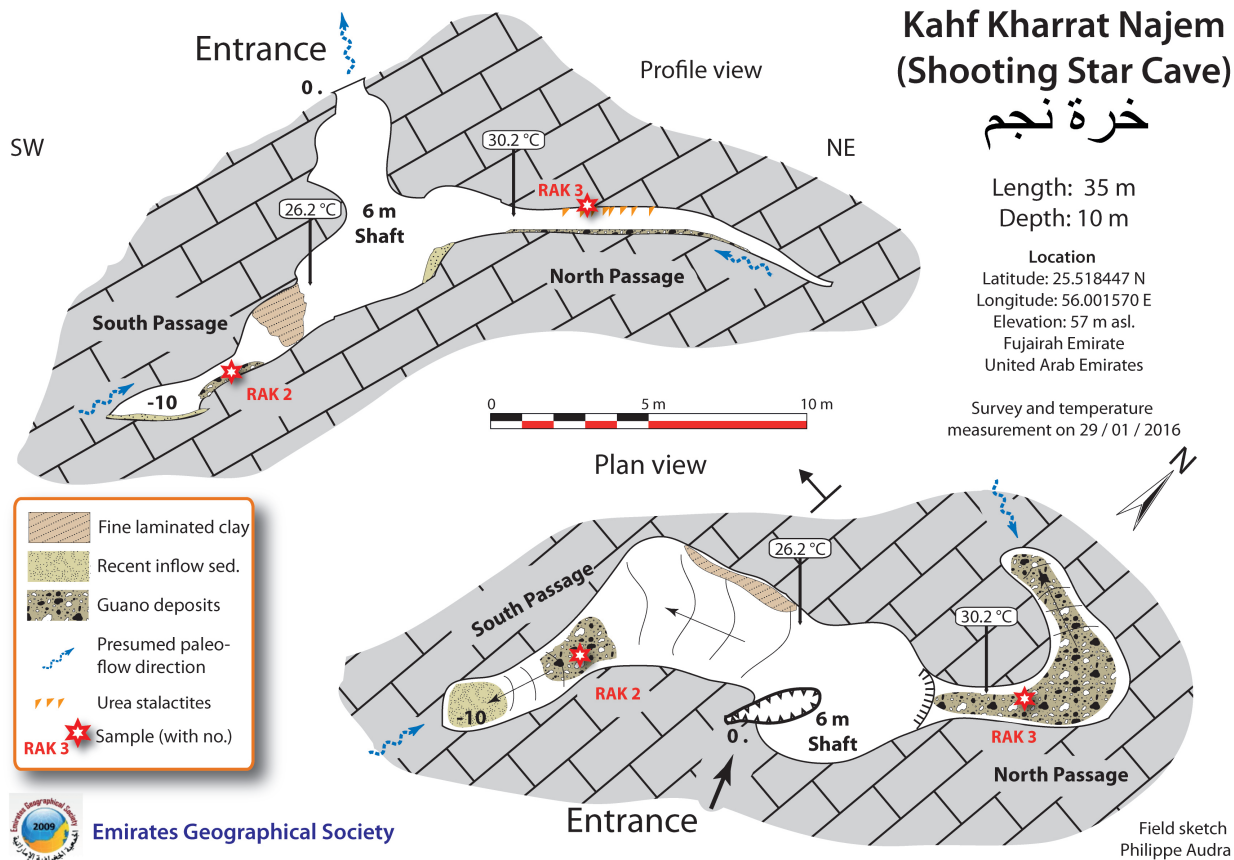 Kahf Kharrat Najem
(Shooting Star Cave)
خرة نجم
Length: 35 m
Depth: 10 m
Location
Latitude: 25.518447 N
Longitude: 56.001570 E
Elevation: 57 m asl.
Fujairah Emirate
United Arab Emirates
Survey and temperature
measurement on 29 / 01 / 2016
Entrance
Profile view
0 .
SW
NE
30.2 °C
RAK 3
26.2 °C
6 m
Shaft
North Passage
South Passage
RAK 2
-10
0
5 m
10 m
Plan view
N
26.2 °C
South Passage
30.2 °C
RAK 2
-10
0 .
6 m
Shaft
RAK 3
North Passage
Entrance
Fine laminated clay
Recent inflow sed.
Guano deposits
Presumed paleo-
flow direction
Urea stalactites
Sample (with no.)
RAK 3
Emirates Geographical Society
2009
Emirates Geographical Society
Field sketch
Philippe Audra